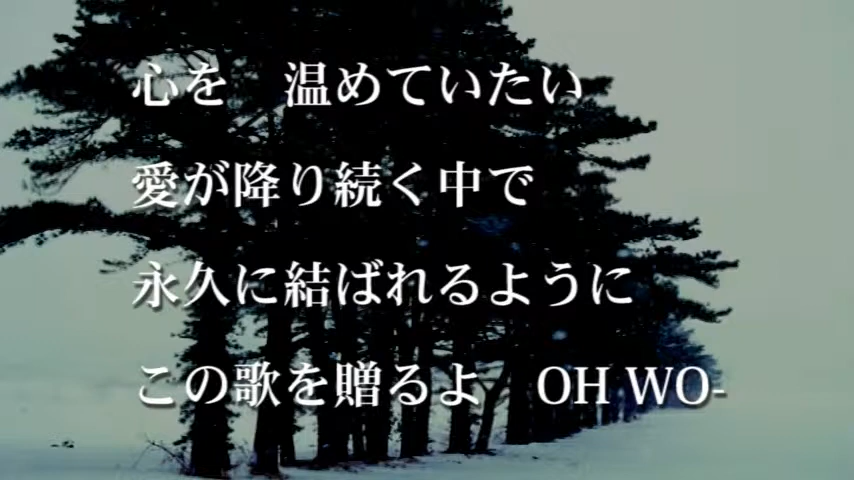 心を　温めていたい
愛が降り続く中で
永久に結ばれるように
この歌を贈るよ　OH WO-